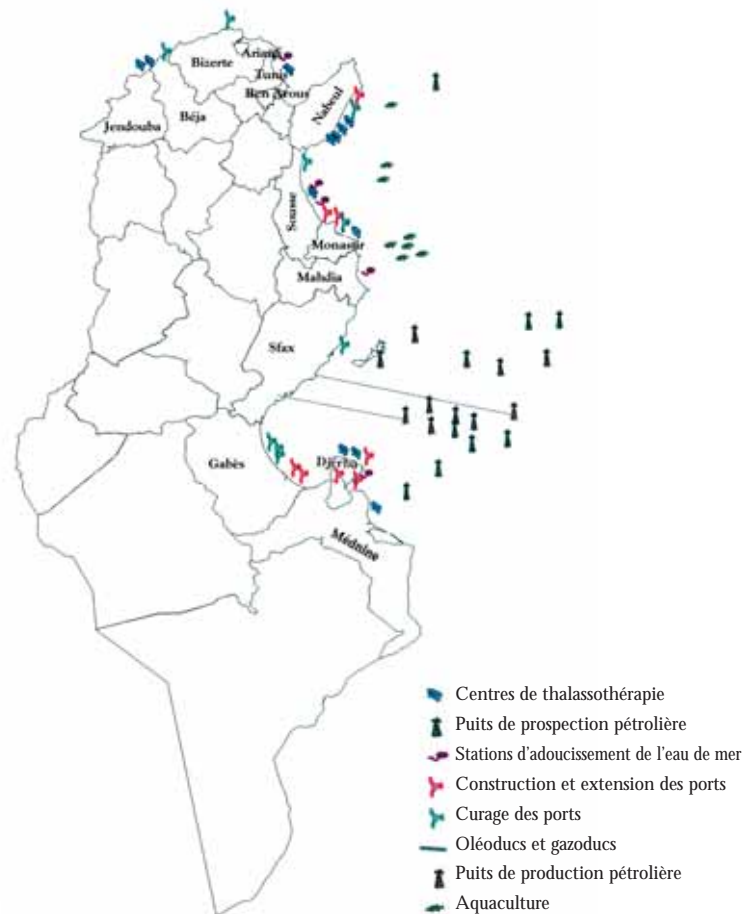 Ariana
Bizerte
Tunis
Ben Arous
Nabeul
Béja
Jendouba
Sousse
Monastir
Mahdia
Sfax
Gabès
Djerba
Médnine
Centres de thalassothérapie
Puits de prospection pétrolière
Stations d'adoucissement de l'eau de mer
Construction et extension des ports
Curage des ports
Oléoducs et gazoducs
Puits de production pétrolière
Aquaculture